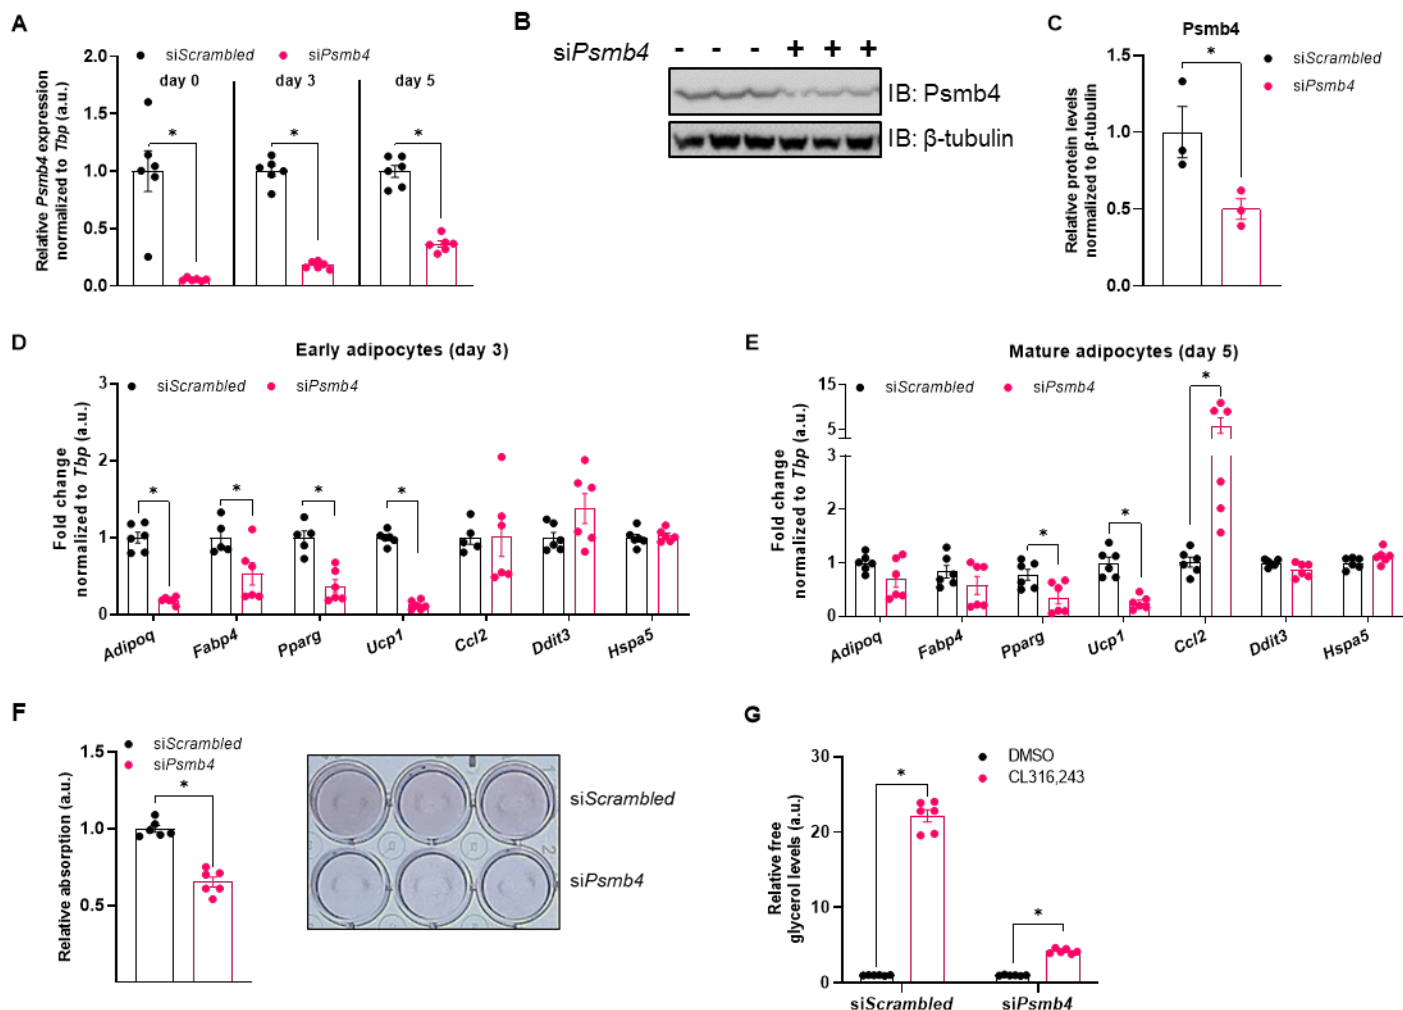 A
siScrambled
siPsmb4
Relative Psmb4 expression
normalized to Tbp (a.u.)
2.0
1.5
1.0
0.5
0.0
day 0
day 3
day 5
*
*
*
B
siPsmb4
- - - + + +
IB: Psmb4
IB: β-tubulin
C
Psmb4
siScrambled
siPsmb4
Relative protein levels
normalized to β-tubulin
1.5
1.0
0.5
0.0
*
D
Early adipocytes (day 3)
siScrambled
siPsmb4
Fold change
normalized to Tbp (a.u.)
3
2
1
0
*
*
*
*
Adipoq
Fabp4
Pparg
Ucp1
Ccl2
Ddit3
Hspa5
E
Mature adipocytes (day 5)
siScrambled
siPsmb4
Fold change
normalized to Tbp (a.u.)
15
5
3
2
1
0
*
*
*
Adipoq
Fabp4
Pparg
Ucp1
Ccl2
Ddit3
Hspa5
F
siScrambled
siPsmb4
Relative absorption (a.u.)
1.5
1.0
0.5
*
siScrambled
siPsmb4
G
DMSO
CL316,243
Relative free
glycerol levels (a.u.)
30
20
10
0
*
*
siScrambled
siPsmb4